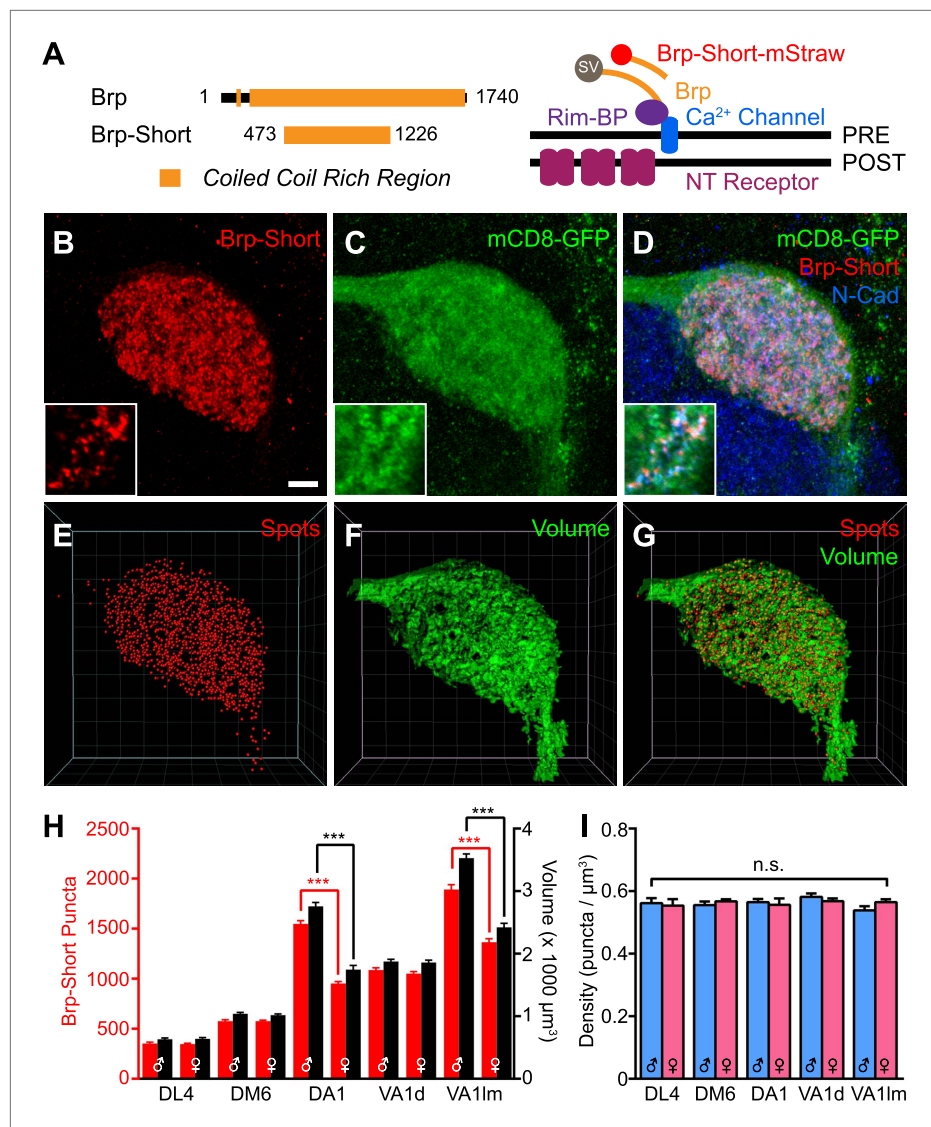 A
Brp 1 1740
Brp-Short 473 1226
Coiled Coil Rich Region
SV
Brp-Short-mStraw
Brp
Rim-BP
Ca2+ Channel
PRE
POST
NT Receptor
B
Brp-Short
C
mCD8-GFP
D
mCD8-GFP
Brp-Short
N-Cad
E
Spots
F
Volume
G
Spots
Volume
H
Brp-Short Puncta
2500
2000
1500
1000
500
0
***
***
***
***
4
3
2
1
0
Volume (x 1000 μm³)
♂ ♀ ♂ ♀ ♂ ♀ ♂ ♀ ♂ ♀
DL4 DM6 DA1 VA1d VA1lm
I
Density (puncta / μm³)
0.8
0.6
0.4
0.2
0
n.s.
♂ ♀ ♂ ♀ ♂ ♀ ♂ ♀ ♂ ♀
DL4 DM6 DA1 VA1d VA1lm